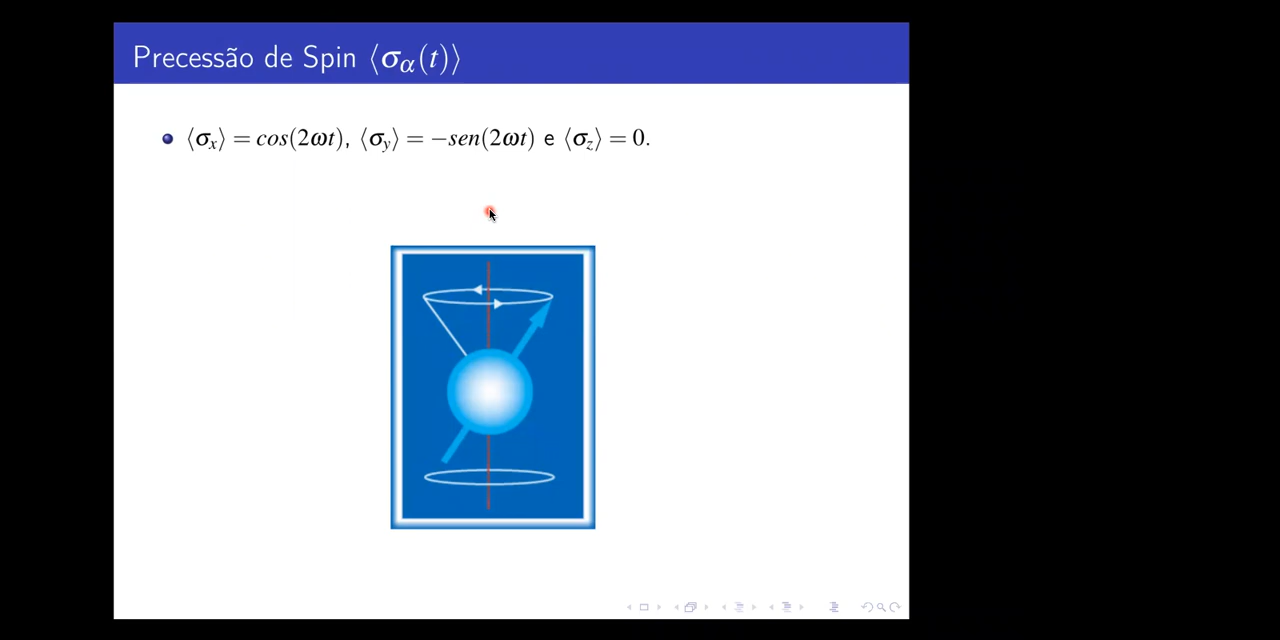 Precessão de Spin ⟨σα(t)⟩
⟨σx⟩ = cos(2ωt), ⟨σy⟩ = −sen(2ωt) e ⟨σz⟩ = 0.